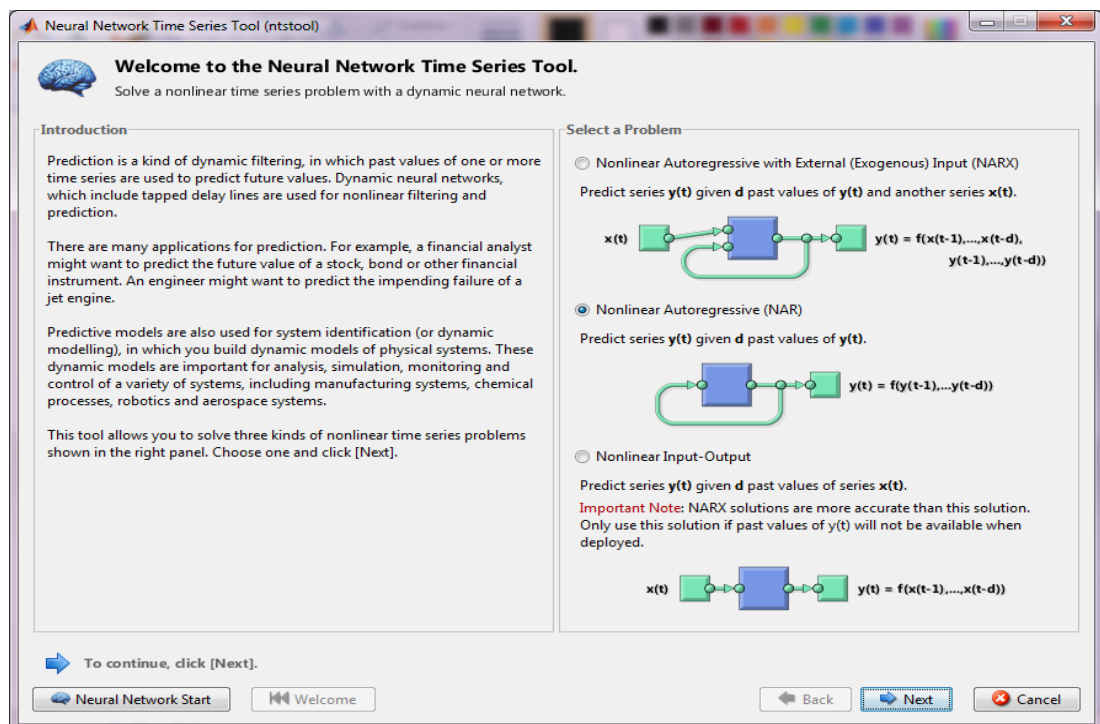 Neural Network Time Series Tool (ntstool)
Welcome to the Neural Network Time Series Tool.
Solve a nonlinear time series problem with a dynamic neural network.
Introduction
Prediction is a kind of dynamic filtering, in which past values of one or more
time series are used to predict future values. Dynamic neural networks,
which include tapped delay lines are used for nonlinear filtering and
prediction.
There are many applications for prediction. For example, a financial analyst
might want to predict the future value of a stock, bond or other financial
instrument. An engineer might want to predict the impending failure of a
jet engine.
Predictive models are also used for system identification (or dynamic
modelling), in which you build dynamic models of physical systems. These
dynamic models are important for analysis, simulation, monitoring and
control of a variety of systems, including manufacturing systems, chemical
processes, robotics and aerospace systems.
This tool allows you to solve three kinds of nonlinear time series problems
shown in the right panel. Choose one and click [Next].
Select a Problem
Nonlinear Autoregressive with External (Exogenous) Input (NARX)
Predict series y(t) given d past values of y(t) and another series x(t).
x(t)
y(t) = f(x(t-1),...,x(t-d),
y(t-1),...,y(t-d))
Nonlinear Autoregressive (NAR)
Predict series y(t) given d past values of y(t).
y(t) = f(y(t-1),...y(t-d))
Nonlinear Input-Output
Predict series y(t) given d past values of series x(t).
Important Note: NARX solutions are more accurate than this solution.
Only use this solution if past values of y(t) will not be available when
deployed.
x(t)
y(t) = f(x(t-1),...,x(t-d))
To continue, click [Next].
Neural Network Start
Welcome
Back
Next
Cancel